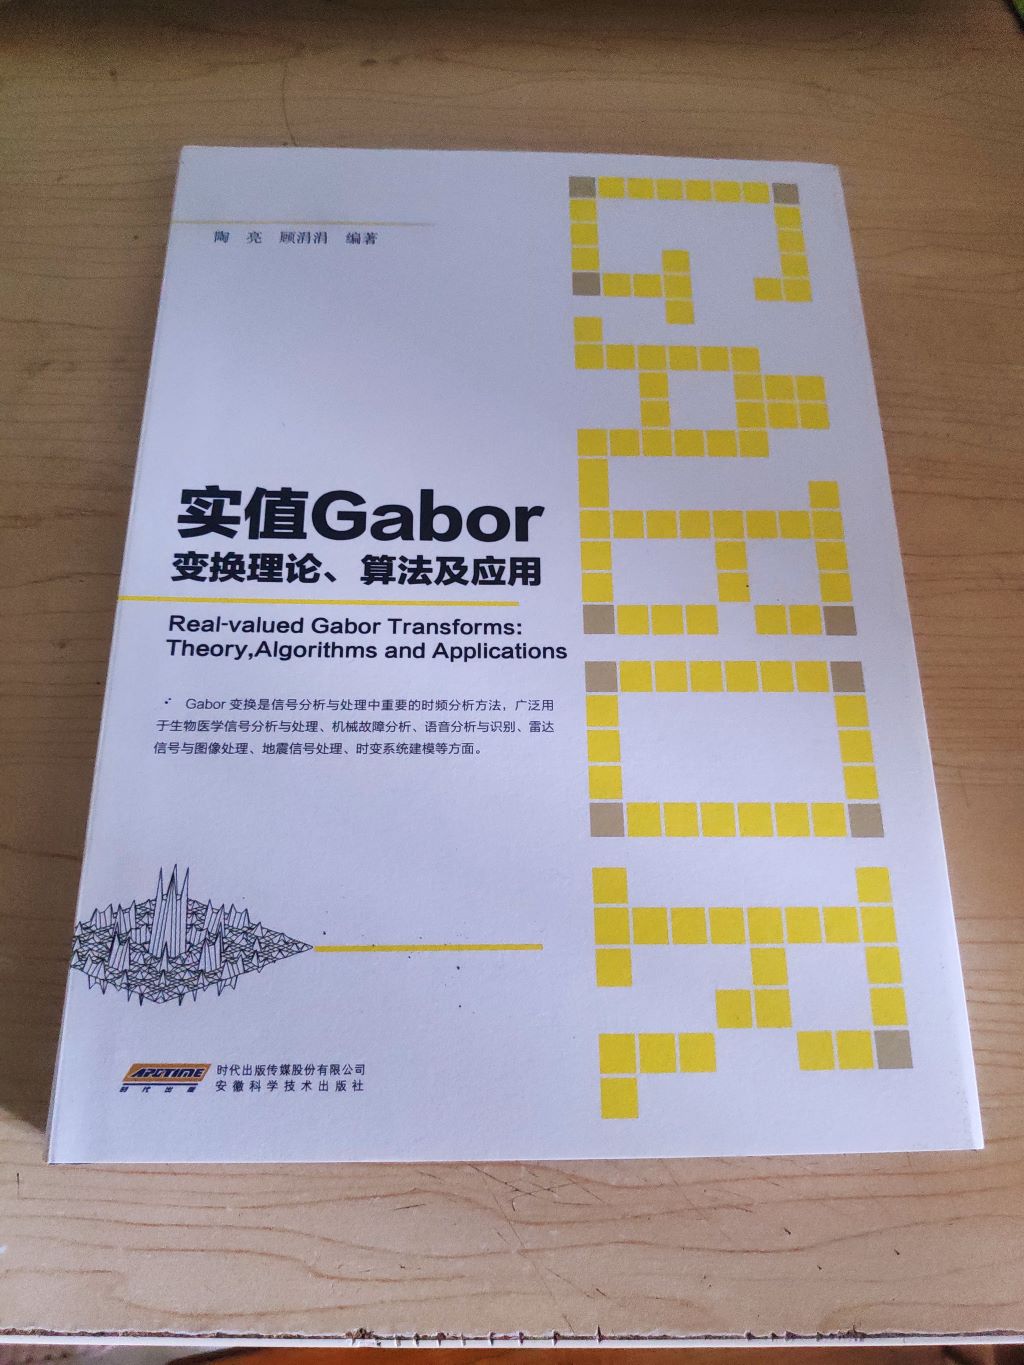 陶 亮 顾涓涓 编著
实值Gabor
变换理论、算法及应用
Real-valued Gabor Transforms:
Theory,Algorithms and Applications
Gabor 变换是信号分析与处理中重要的时频分析方法，广泛用
于生物医学信号分析与处理、机械故障分析、语音分析与识别、雷达
信号与图像处理、地震信号处理、时变系统建模等方面。
GABOR
APGTIME
时代出版
时代出版传媒股份有限公司
安徽科学技术出版社